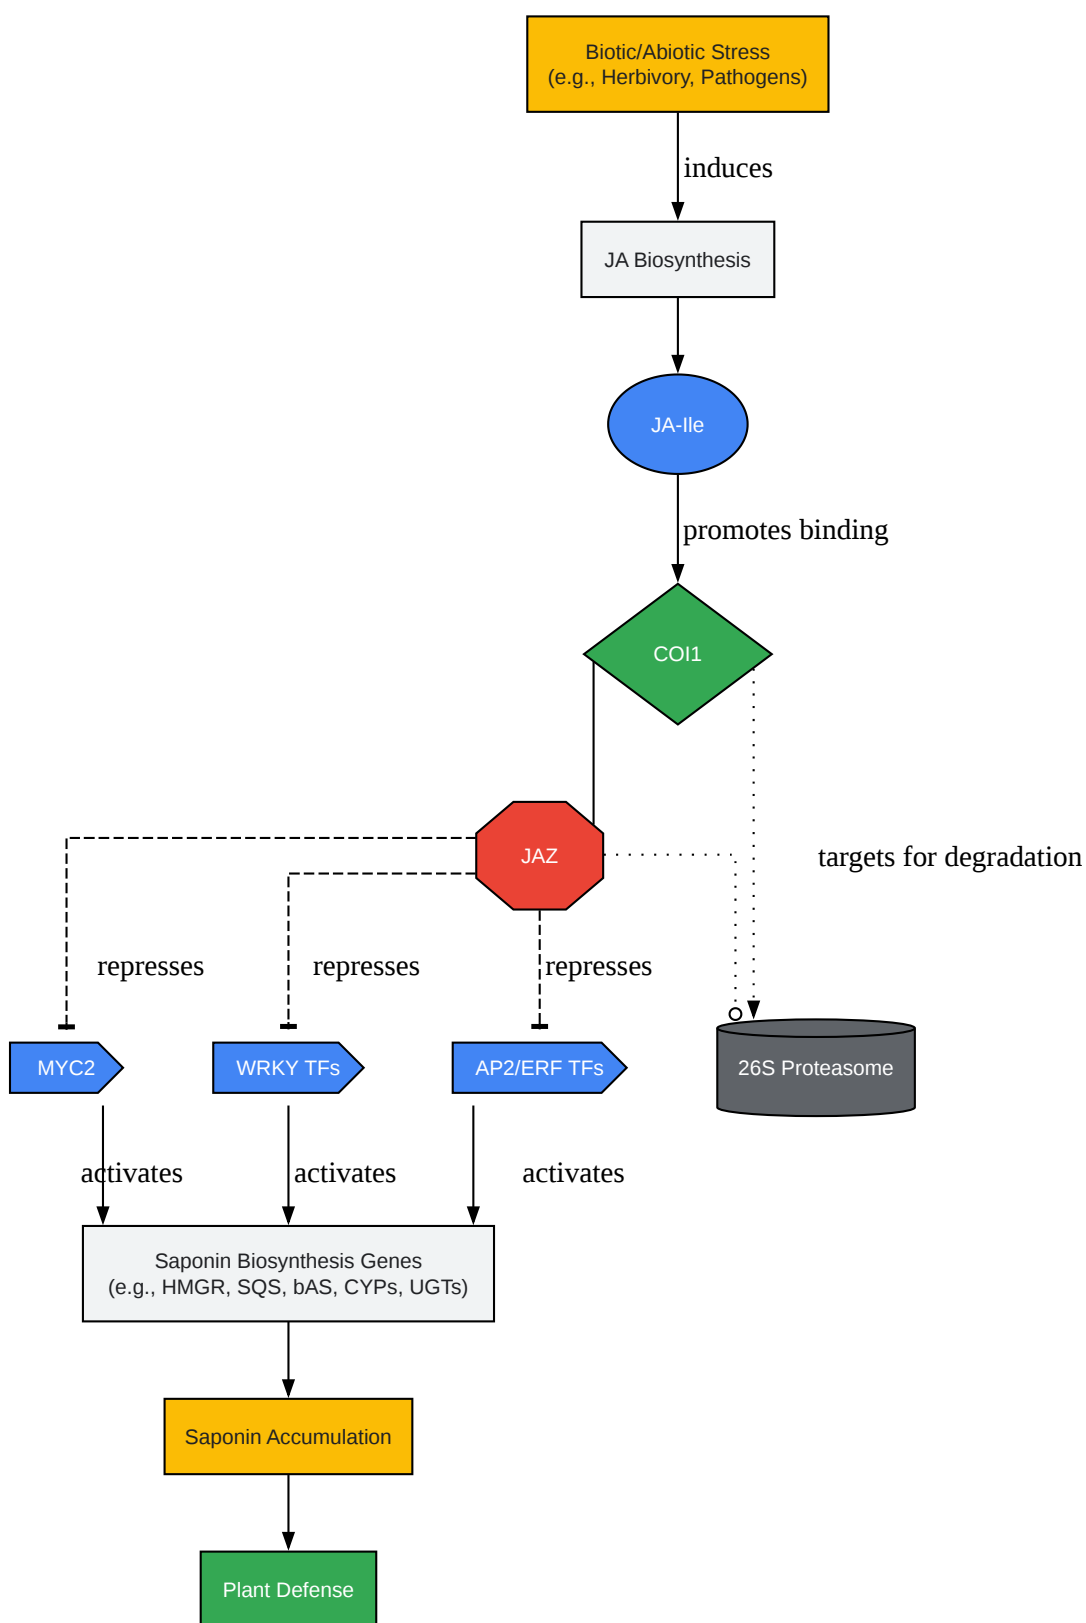 Biotic/Abiotic Stress
(e.g., Herbivory, Pathogens)
induces
JA Biosynthesis
JA-Ile
promotes binding
COI1
JAZ
targets for degradation
represses
represses
represses
MYC2
WRKY TFs
AP2/ERF TFs
26S Proteasome
activates
activates
activates
Saponin Biosynthesis Genes
(e.g., HMGR, SQS, bAS, CYPs, UGTs)
Saponin Accumulation
Plant Defense